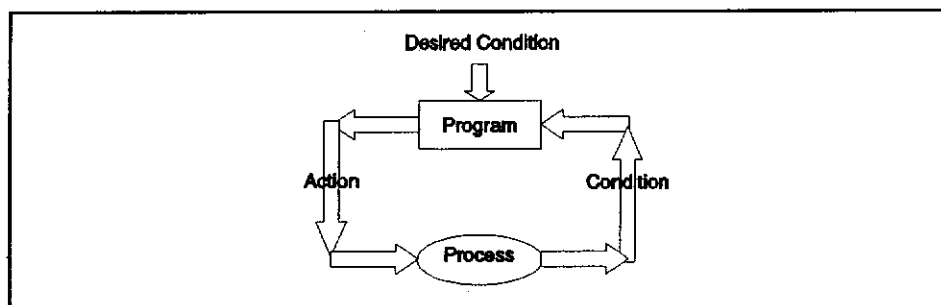 Desired Condition
Program
Action
Condition
Process